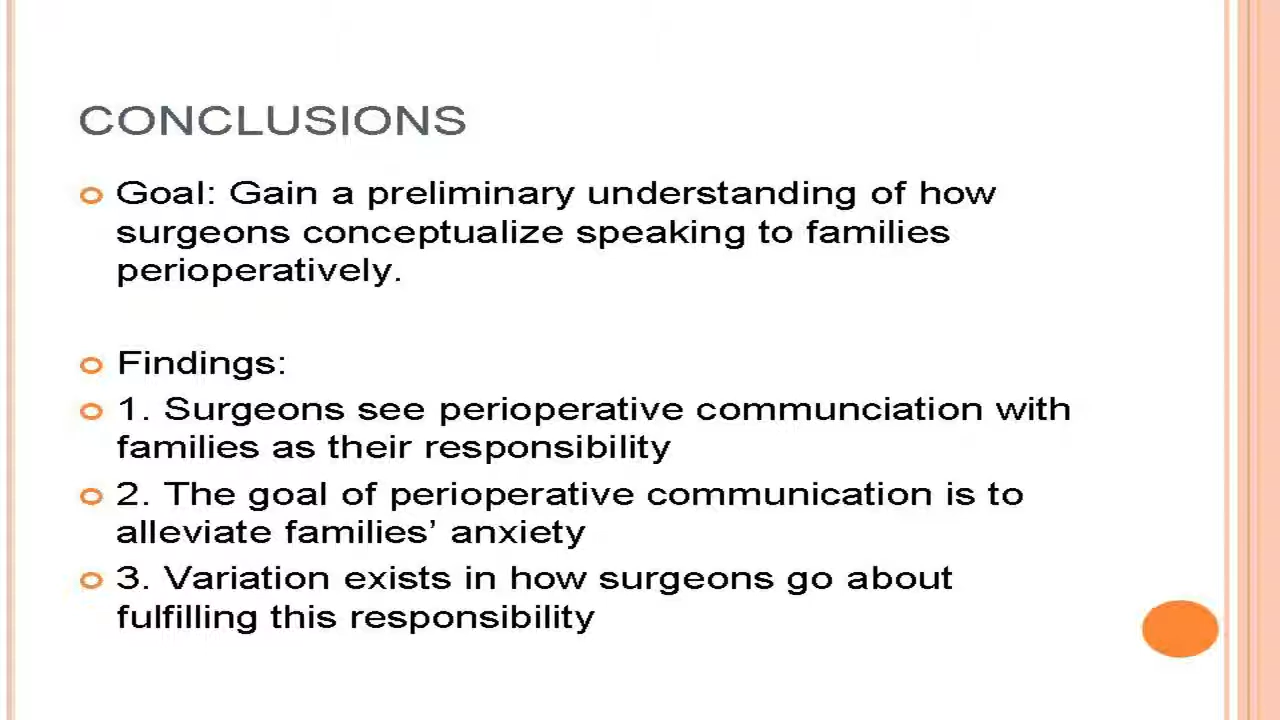 CONCLUSIONS
Goal: Gain a preliminary understanding of how
surgeons conceptualize speaking to families
perioperatively.
Findings:
1. Surgeons see perioperative communciation with
families as their responsibility
2. The goal of perioperative communication is to
alleviate families’ anxiety
3. Variation exists in how surgeons go about
fulfilling this responsibility